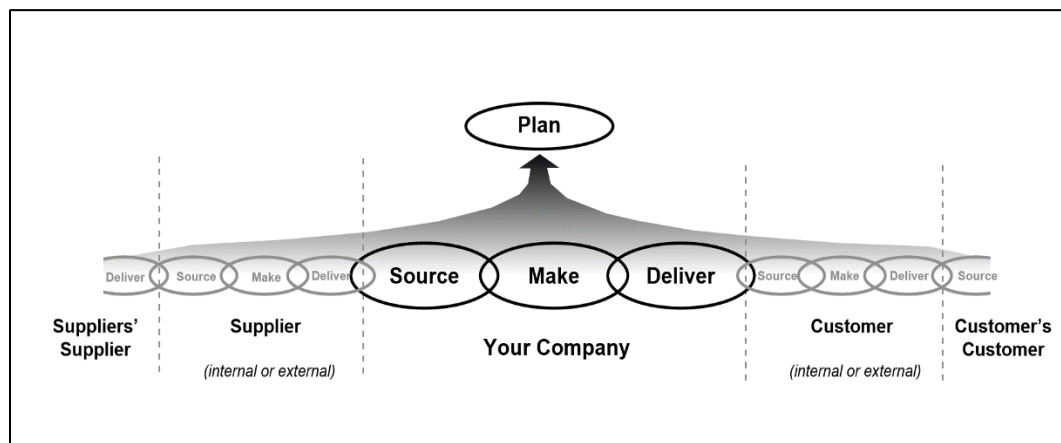 Plan
Deliver Source Make Deliver Source Make Deliver Source Make Deliver Source
Suppliers' Supplier
Supplier
(internal or external)
Your Company
Customer
(internal or external)
Customer's
Customer